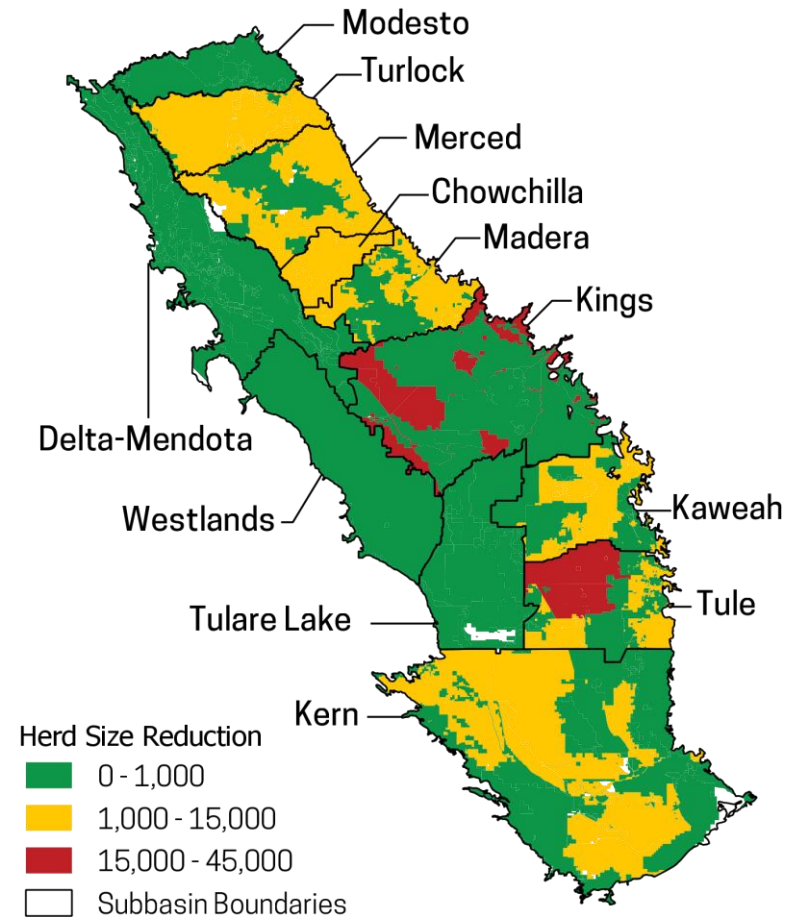 Modesto
Turlock
Merced
Chowchilla
Madera
Kings
Delta-Mendota
Westlands
Kaweah
Tulare Lake
Tule
Kern
Herd Size Reduction
0 - 1,000
1,000 - 15,000
15,000 - 45,000
Subbasin Boundaries